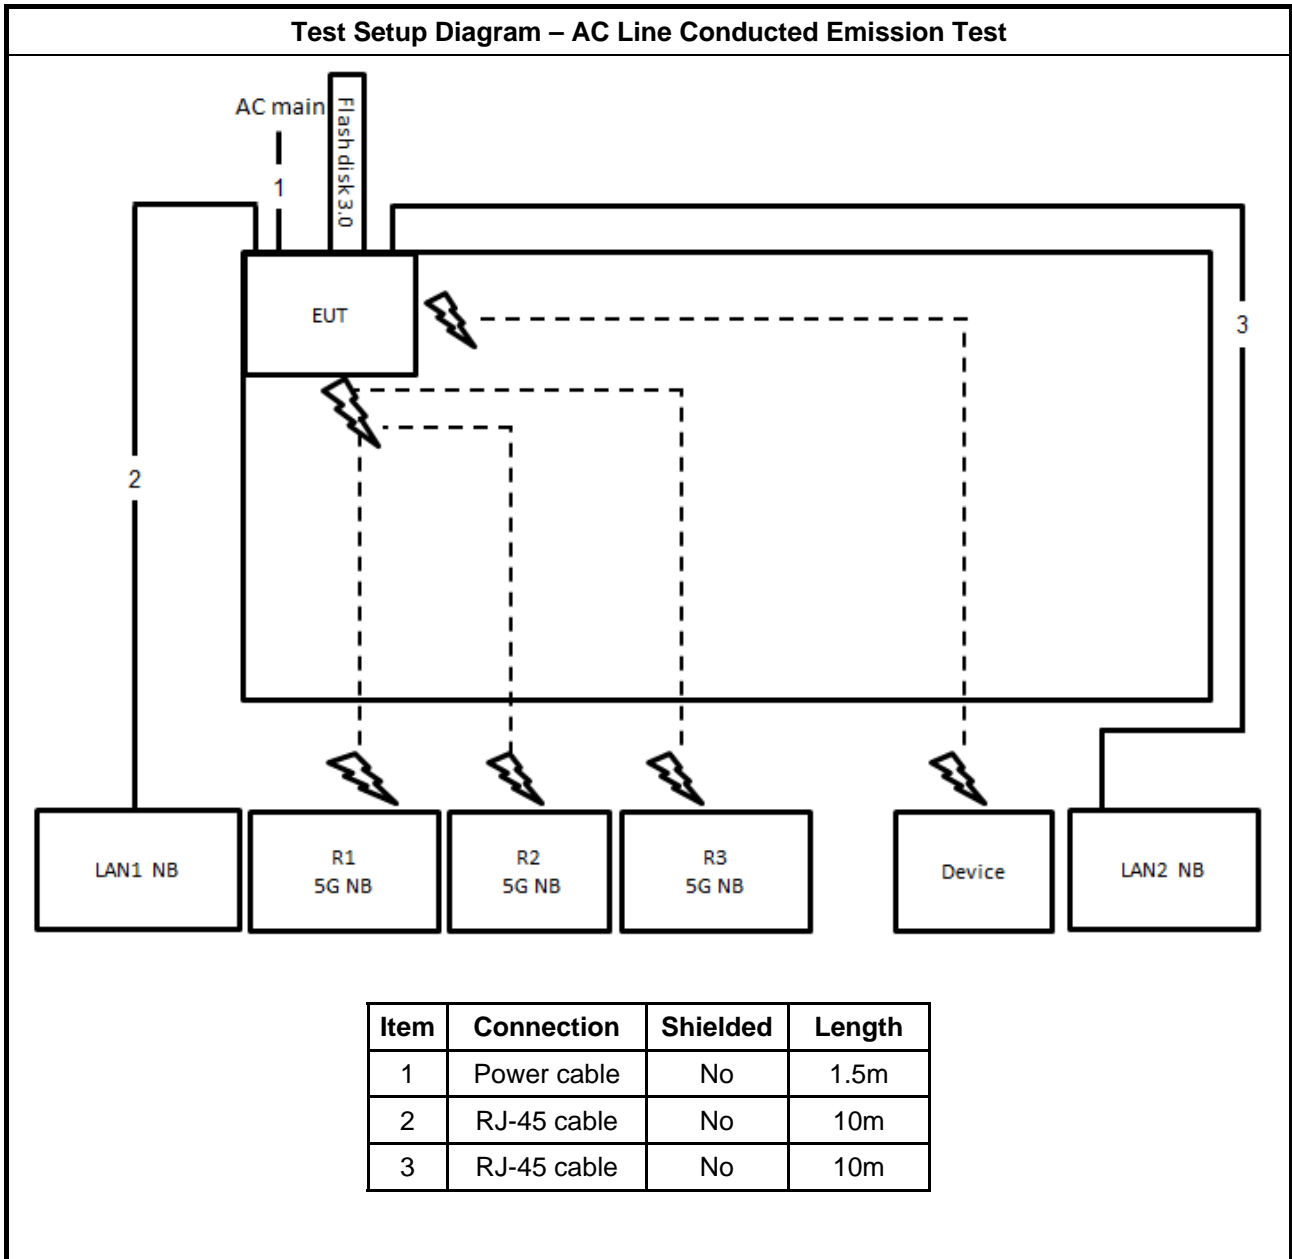 Test Setup Diagram – AC Line Conducted Emission Test
AC main
Flash disk 3.0
1
EUT
3
2
LAN1 NB
R1
5G NB
R2
5G NB
R3
5G NB
Device
LAN2 NB
Item Connection Shielded Length
1 Power cable No 1.5m
2 RJ-45 cable No 10m
3 RJ-45 cable No 10m